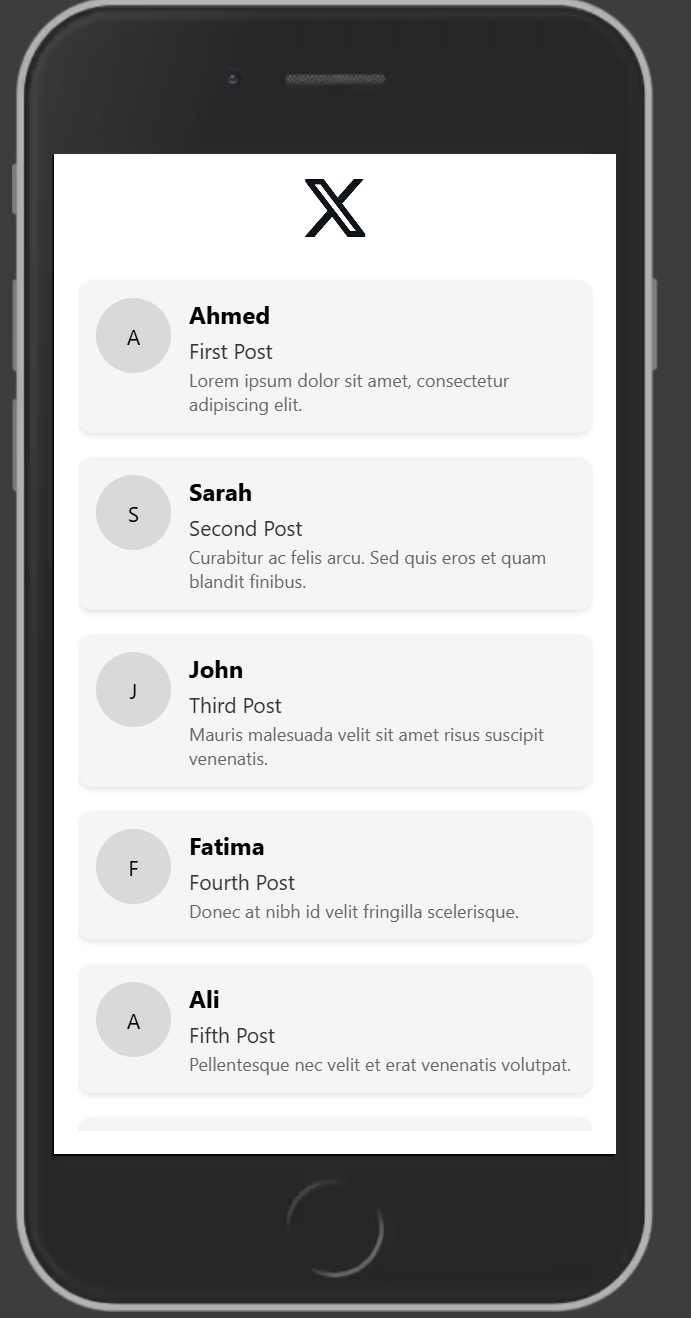 X
A
Ahmed
First Post
Lorem ipsum dolor sit amet, consectetur
adipiscing elit.
S
Sarah
Second Post
Curabitur ac felis arcu. Sed quis eros et quam
blandit finibus.
J
John
Third Post
Mauris malesuada velit sit amet risus suscipit
venenatis.
F
Fatima
Fourth Post
Donec at nibh id velit fringilla scelerisque.
A
Ali
Fifth Post
Pellentesque nec velit et erat venenatis volutpat.